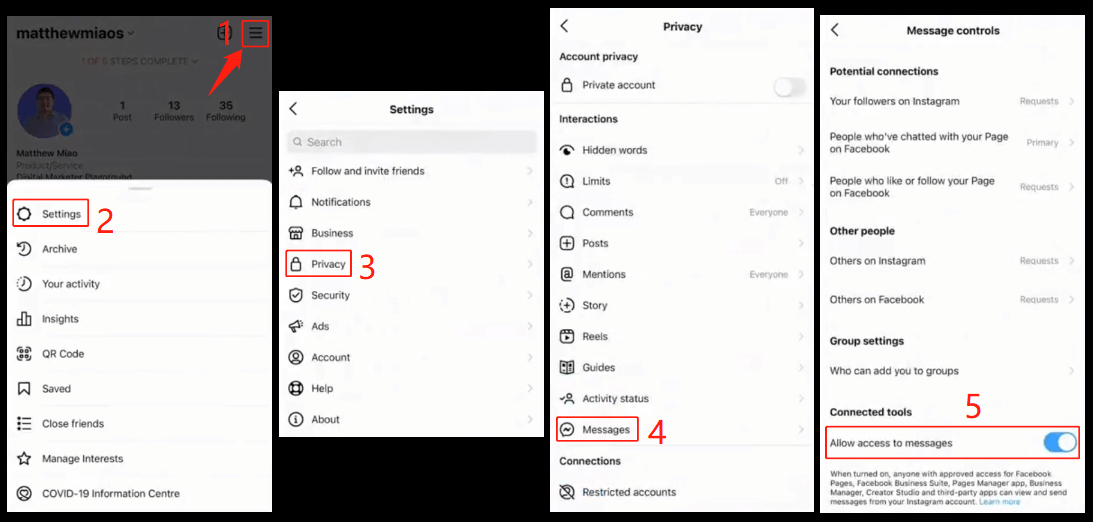 matthewmiaos
1
1 OF 5 STEPS COMPLETE
1 13 35
Post Followers Following
Matthew Miao
Product/Service
Digital Marketer Playground
Settings
2
Archive
Your activity
Insights
QR Code
Saved
Close friends
Manage Interests
COVID-19 Information Centre
Settings
Search
Follow and invite friends
Notifications
Business
Privacy
3
Security
Ads
Account
Help
About
Privacy
Account privacy
Private account
Interactions
Hidden words
Limits Off
Comments Everyone
Posts
Mentions Everyone
Story
Reels
Guides
Activity status
Messages
4
Connections
Restricted accounts
Message controls
Potential connections
Your followers on Instagram Requests
People who've chatted with your Page
on Facebook
Primary
People who like or follow your Page
on Facebook
Requests
Other people
Others on Instagram Requests
Others on Facebook Requests
Group settings
Who can add you to groups
Connected tools
5
Allow access to messages
When turned on, anyone with approved access for Facebook
Pages, Facebook Business Suite, Pages Manager app, Business
Manager, Creator Studio and third-party apps can view and send
messages from your Instagram account. Learn more